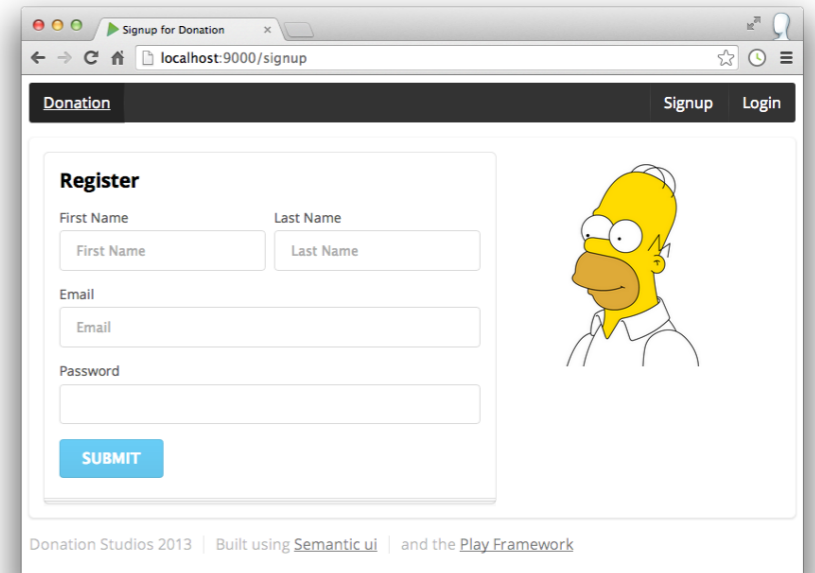 Signup for Donation
localhost:9000/signup
Donation Signup Login
Register
First Name Last Name
First Name Last Name
Email
Email
Password
SUBMIT
Donation Studios 2013 Built using Semantic ui and the Play Framework